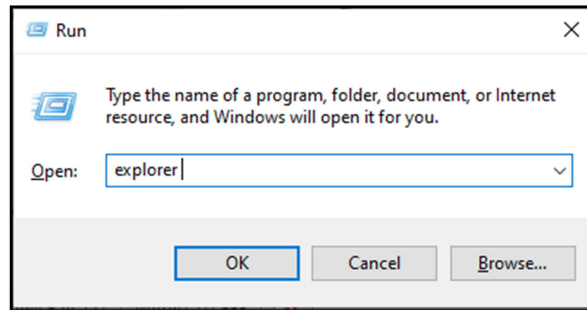 Run
Type the name of a program, folder, document, or Internet
resource, and Windows will open it for you.
Open: explorer
OK Cancel Browse...